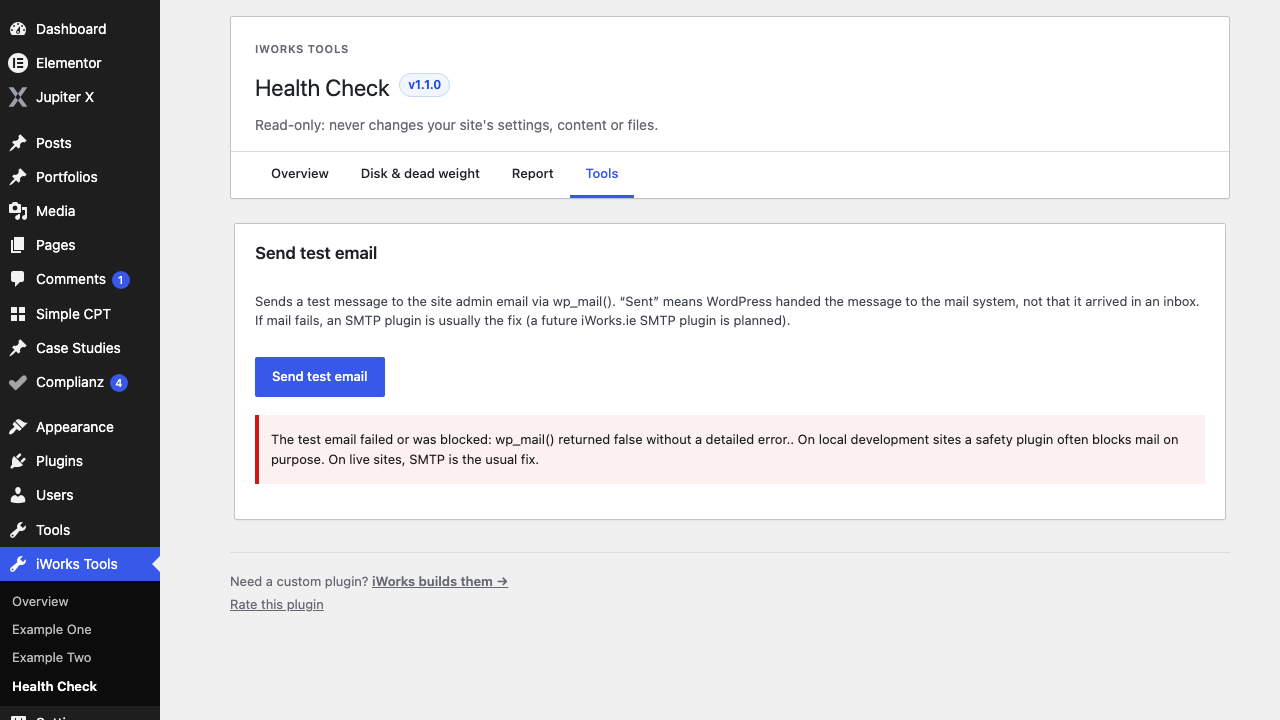 Dashboard
Elementor
Jupiter X
Posts
Portfolios
Media
Pages
Comments 1
Simple CPT
Case Studies
Complianz 4
Appearance
Plugins
Users
Tools
iWorks Tools
Overview
Example One
Example Two
Health Check
IWORKS TOOLS
Health Check v1.1.0
Read-only: never changes your site's settings, content or files.
Overview Disk & dead weight Report Tools
Send test email
Sends a test message to the site admin email via wp_mail(). “Sent” means WordPress handed the message to the mail system, not that it arrived in an inbox.
If mail fails, an SMTP plugin is usually the fix (a future iWorks.ie SMTP plugin is planned).
Send test email
The test email failed or was blocked: wp_mail() returned false without a detailed error.. On local development sites a safety plugin often blocks mail on
purpose. On live sites, SMTP is the usual fix.
Need a custom plugin? iWorks builds them →
Rate this plugin